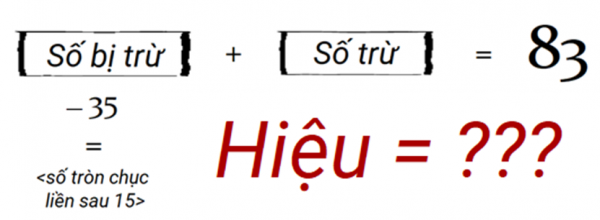 Số bị trừ + Số trừ = 83
– 35
=
<số tròn chục
liền sau 15>
Hiệu = ???